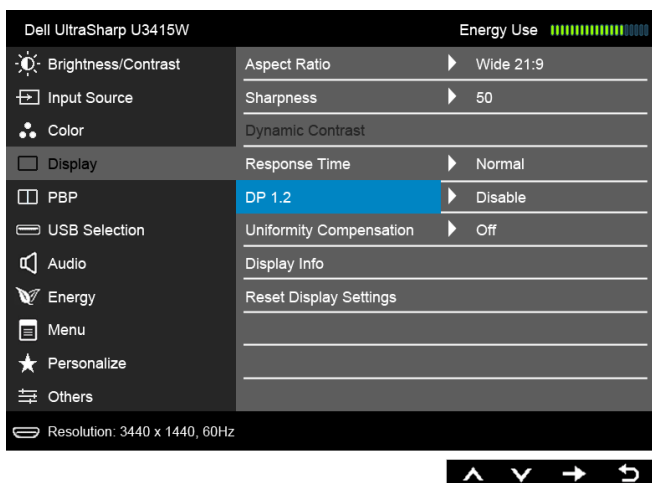 Dell UltraSharp U3415W Energy Use
Brightness/Contrast Aspect Ratio Wide 21:9
Input Source Sharpness 50
Color Dynamic Contrast
Display Response Time Normal
PBP DP 1.2 Disable
USB Selection Uniformity Compensation Off
Audio Display Info
Energy Reset Display Settings
Menu
Personalize
Others
Resolution: 3440 x 1440, 60Hz